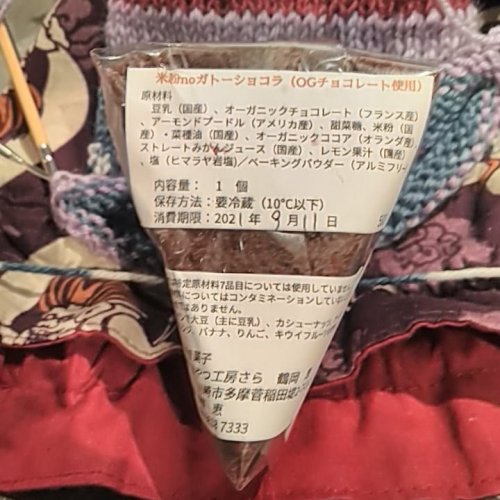 米粉noガトーショコラ（OGチョコレート使用）
原材料
豆乳（国産）、オーガニックチョコレート（フランス産）
、アーモンドプードル（アメリカ産）、甜菜糖、米粉（国
産）・菜種油（国産）、オーガニックココア（オランダ産）
ストレートみかんジュース（国産）、レモン果汁（国産）
、塩（ヒマラヤ岩塩）/ベーキングパウダー（アルミフリー
内容量： 1 個
保存方法：要冷蔵（10℃以下）
消費期限：2021年 9月11日
定原材料7品目については使用していませ
についてはコンタミネーションしてい
はありません。
大豆（主に豆乳）、カシューナッツ
バナナ、りんご、キウイフルー
菓子
つ工房さら 鶴岡
市多摩菅稲田堤
恵
7333